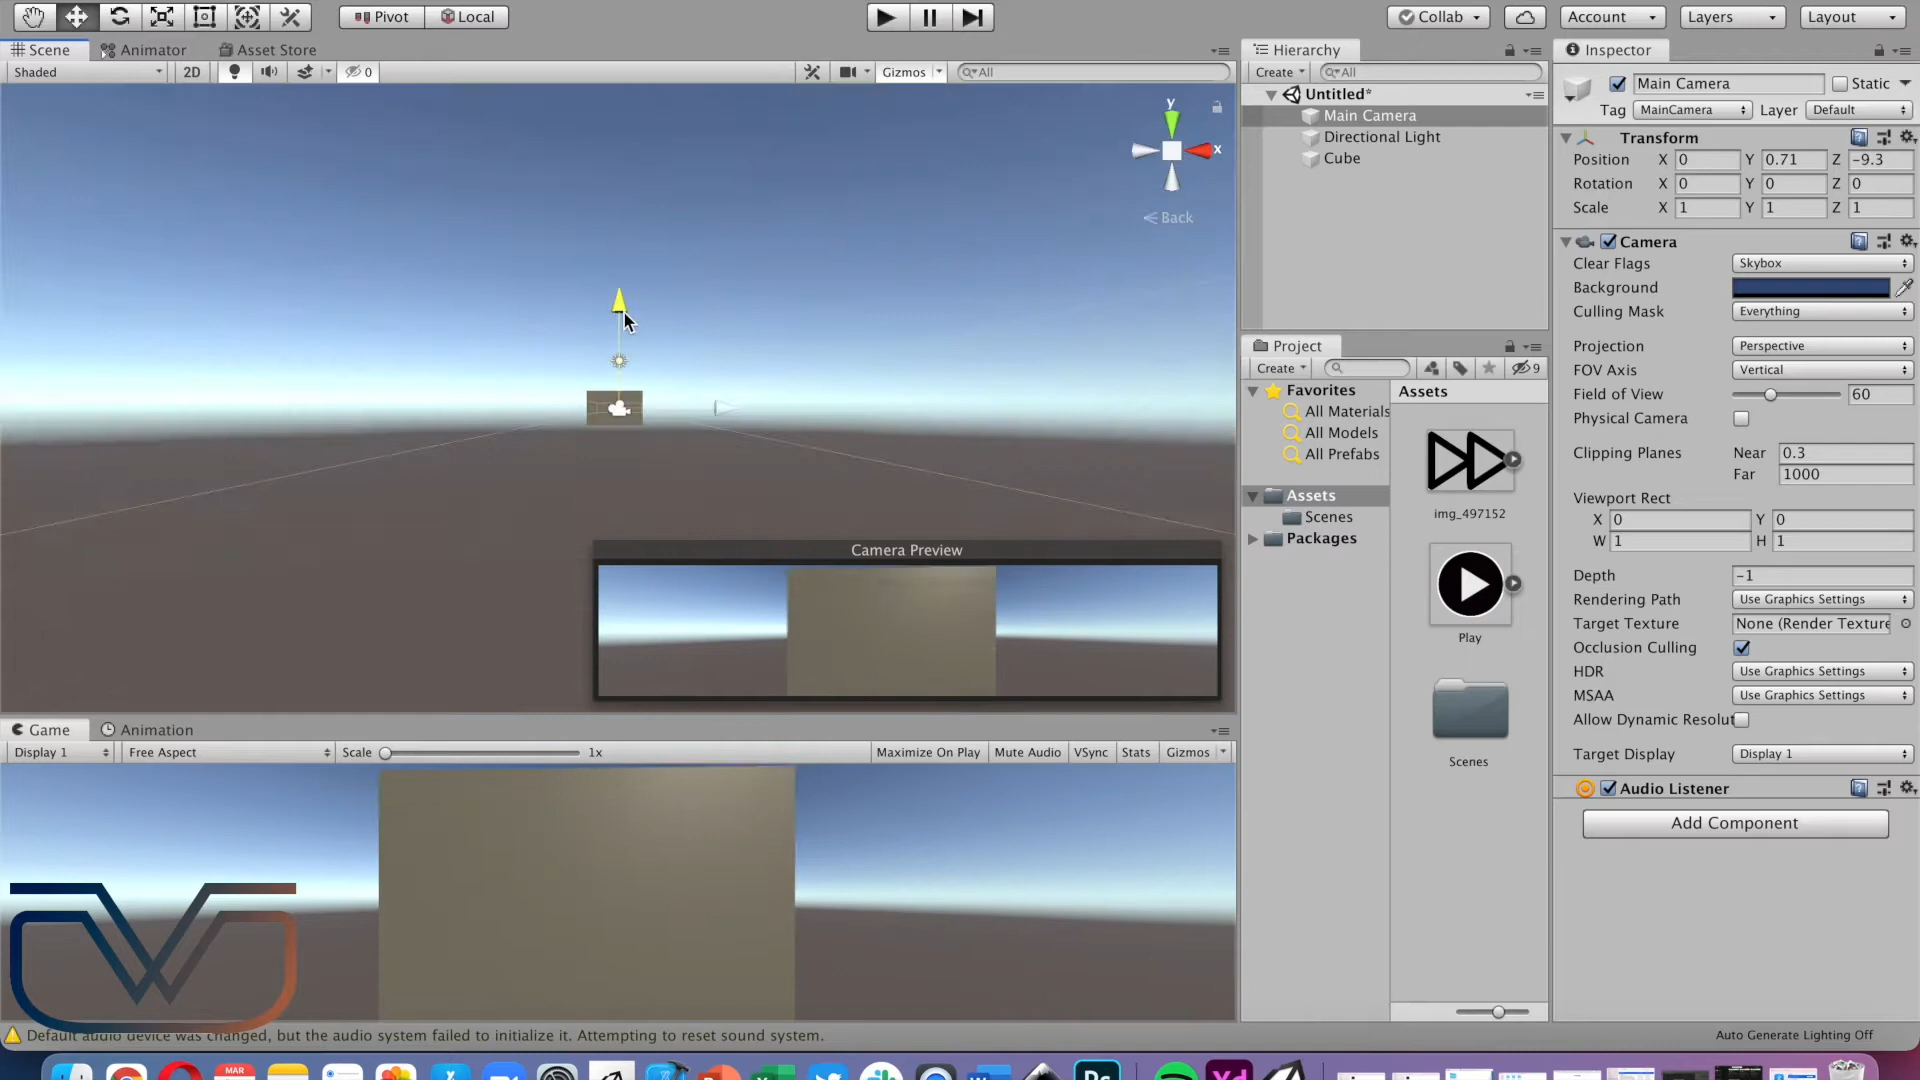 Pivot
Local
Collab
Account
Layers
Layout
Scene
Animator
Asset Store
Shaded
2D
0
Gizmos
All
y
x
Back
Camera Preview
Game
Animation
Display 1
Free Aspect
Scale
1x
Maximize On Play
Mute Audio
VSync
Stats
Gizmos
Default audio device was changed, but the audio system failed to initialize it. Attempting to reset sound system.
Auto Generate Lighting Off
Hierarchy
Create
All
Untitled*
Main Camera
Directional Light
Cube
Project
Create
9
Favorites
All Materials
All Models
All Prefabs
Assets
Scenes
Packages
Assets
img_497152
Play
Scenes
Inspector
Main Camera
Static
Tag MainCamera Layer Default
Transform
Position X 0 Y 0.71 Z -9.3
Rotation X 0 Y 0 Z 0
Scale X 1 Y 1 Z 1
Camera
Clear Flags Skybox
Background
Culling Mask Everything
Projection Perspective
FOV Axis Vertical
Field of View 60
Physical Camera
Clipping Planes Near 0.3
Far 1000
Viewport Rect
X 0 Y 0
W 1 H 1
Depth -1
Rendering Path Use Graphics Settings
Target Texture None (Render Texture
Occlusion Culling
HDR Use Graphics Settings
MSAA Use Graphics Settings
Allow Dynamic Resolut
Target Display Display 1
Audio Listener
Add Component
MAR
Ps
Xd